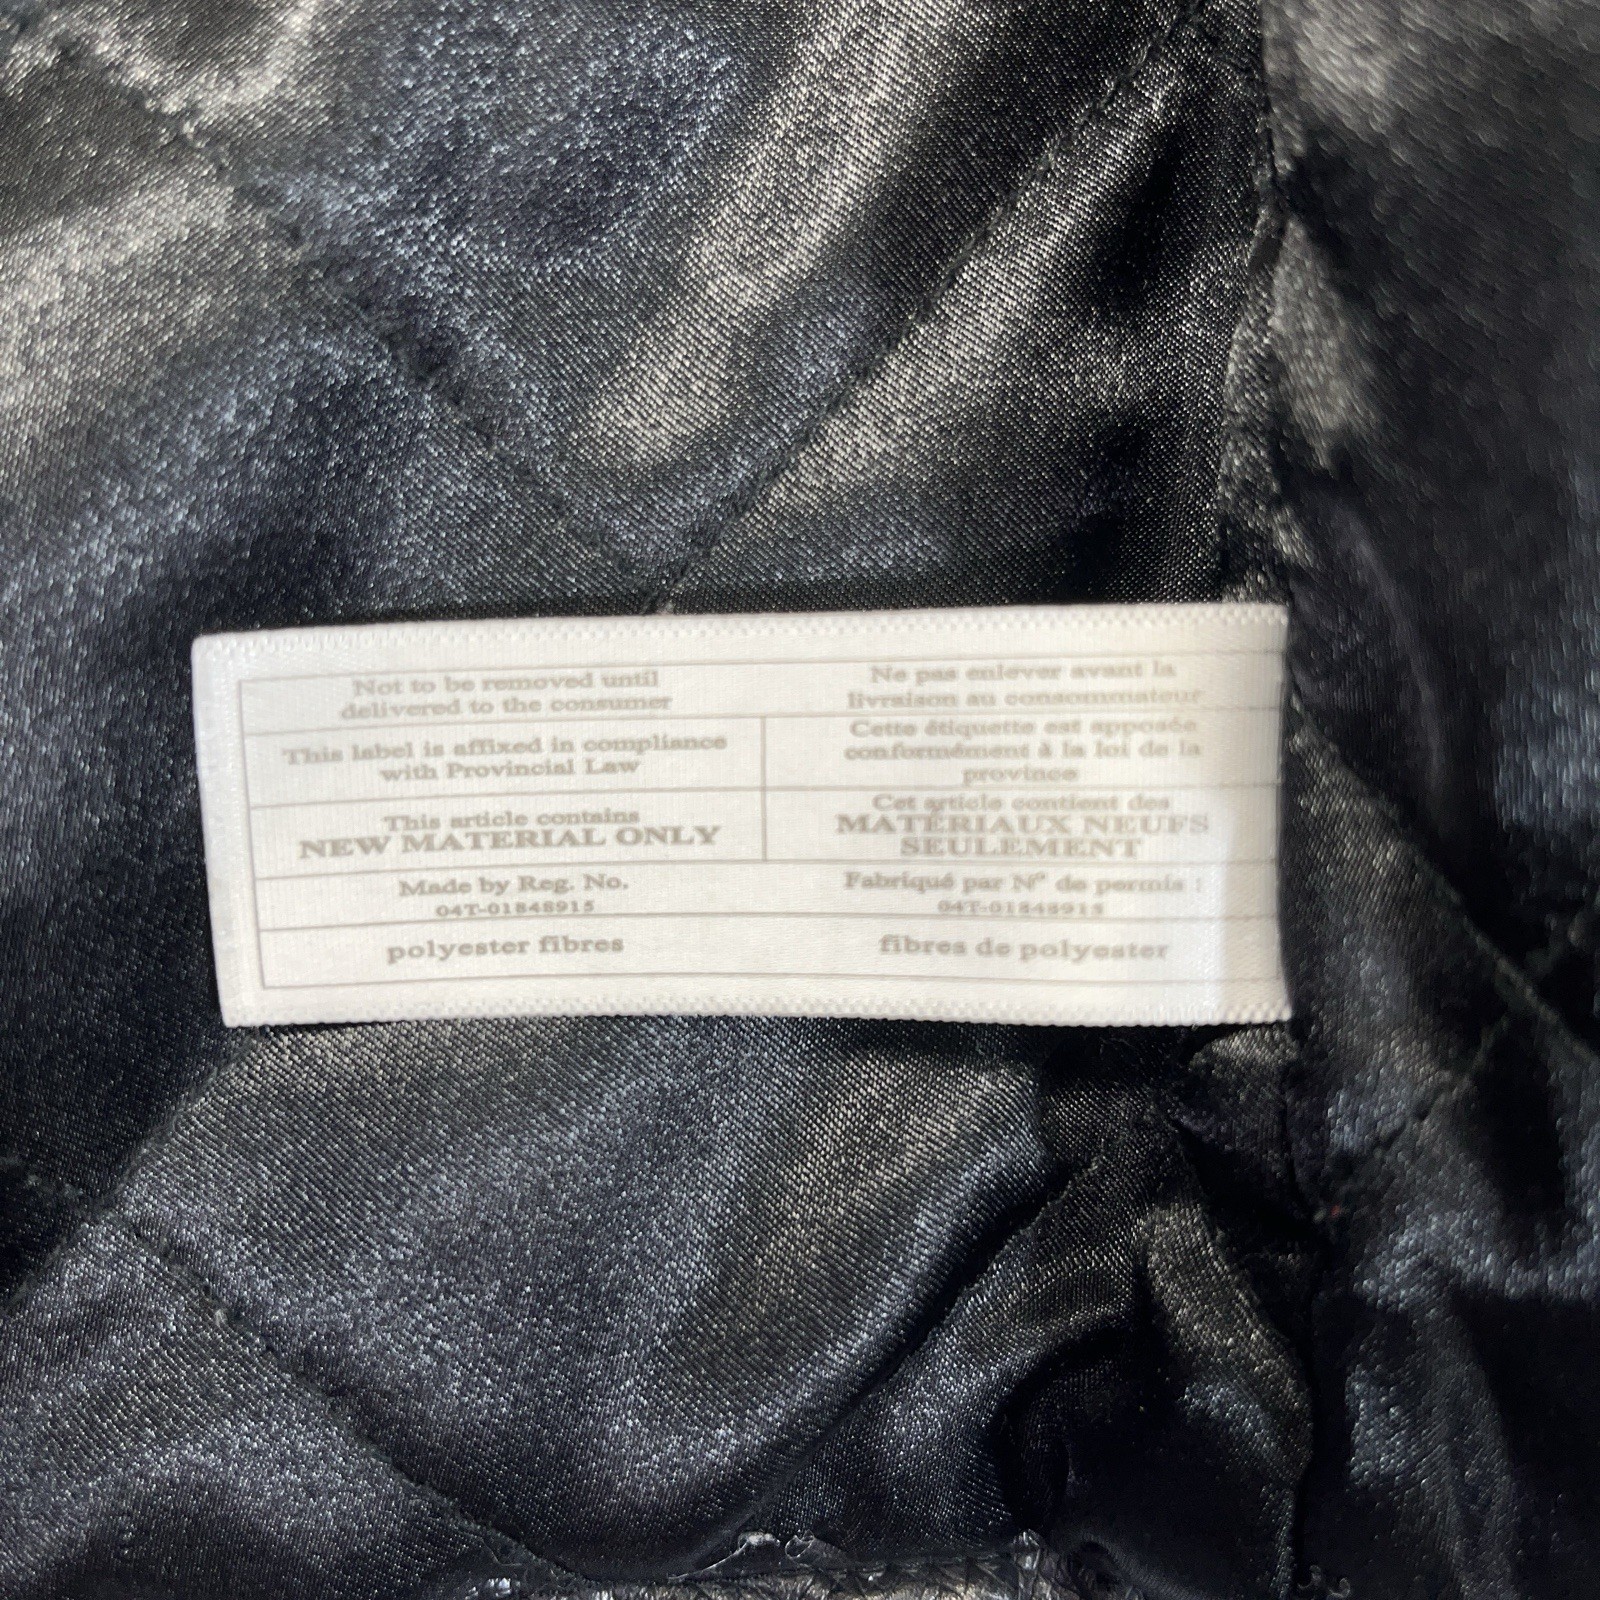 Not to be removed until
delivered to the consumer
Ne pas enlever avant la
livraison au consommateur
This label is affixed in compliance
with Provincial Law
Cette étiquette est apposée
conformément à la loi de la
province
This article contains
NEW MATERIAL ONLY
Cet article contient des
MATÉRIAUX NEUFS
SEULEMENT
Made by Reg. No.
04T-01848915
Fabriqué par Nº de permis :
04T-01848915
polyester fibres
fibres de polyester